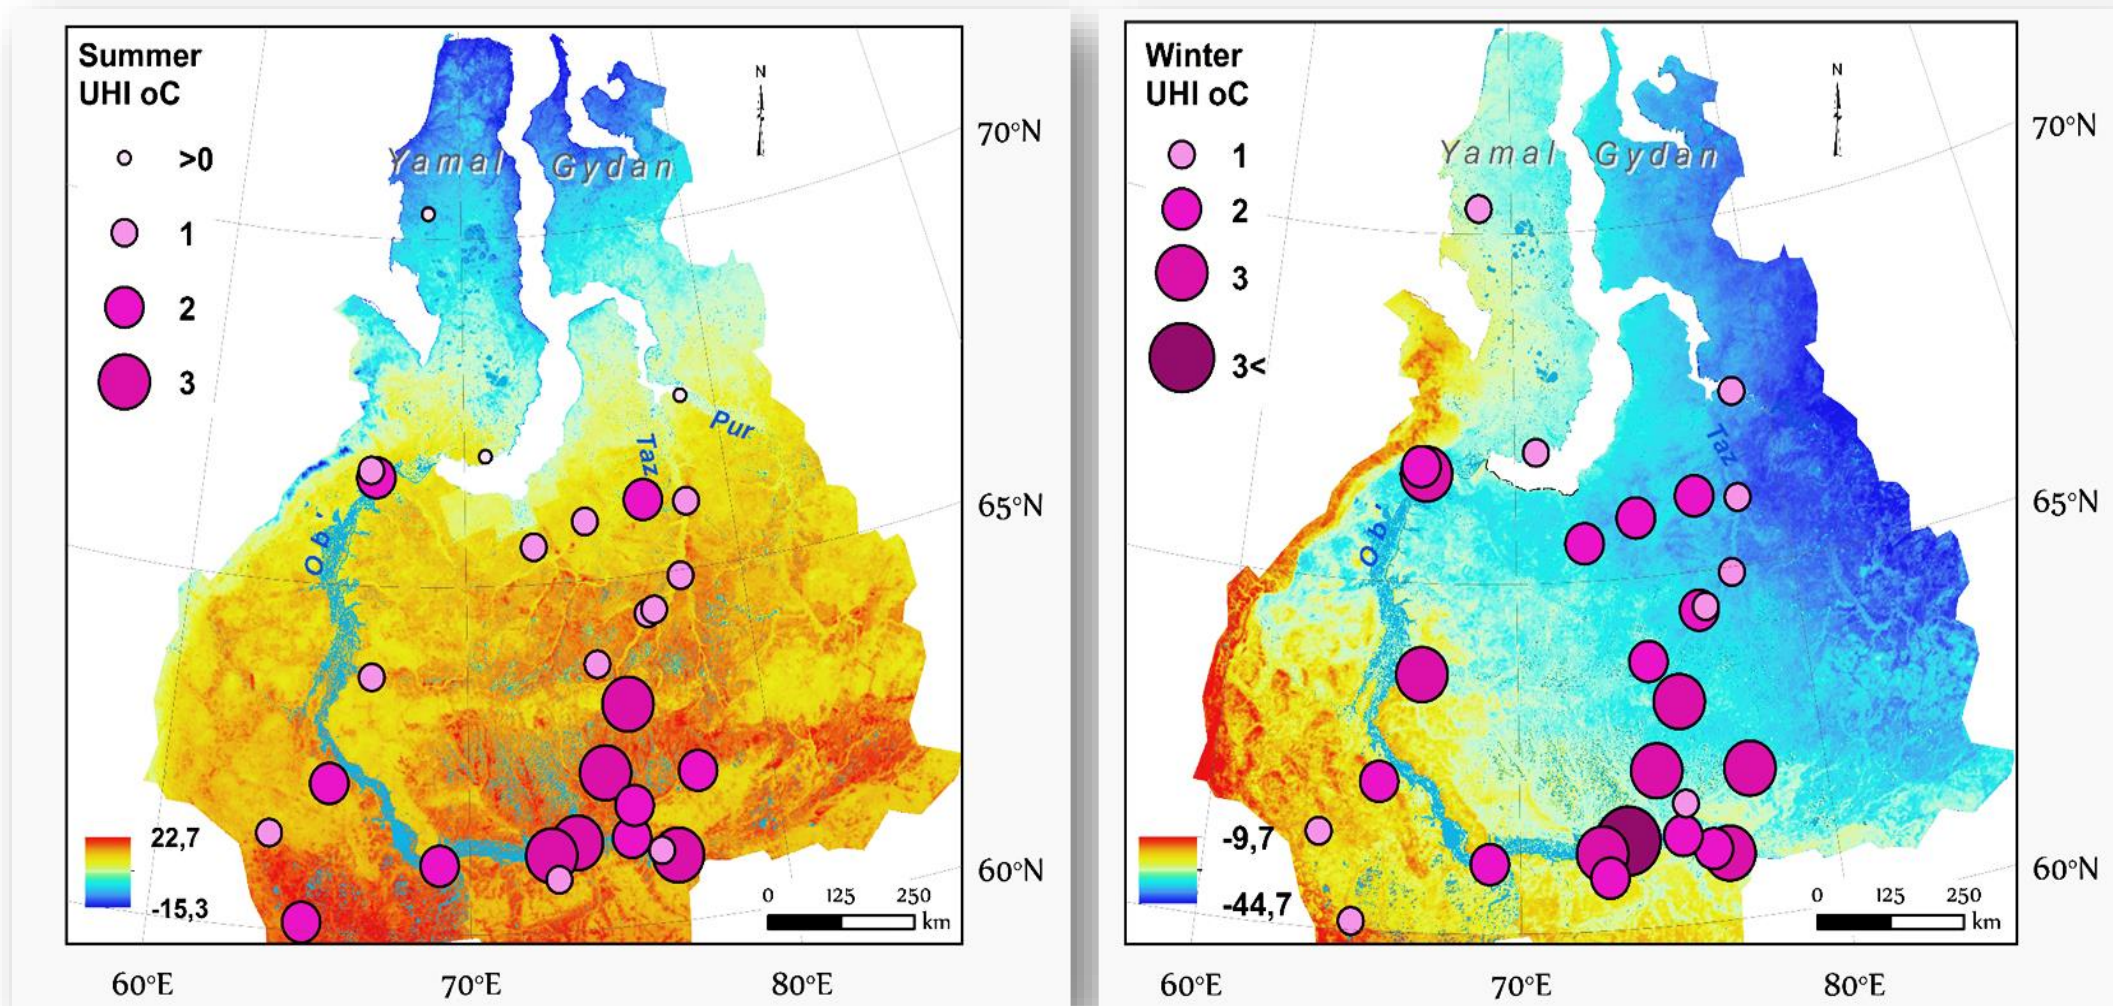 Summer
UHI oC
>0
1
2
3
N
Yamal
Gydan
Pur
Taz
Ob'
22,7
-15,3
0 125 250
km
70°N
65°N
60°N
60°E 70°E 80°E
Winter
UHI oC
1
2
3
3<
N
Yamal
Gydan
Taz
Ob'
-9,7
-44,7
0 125 250
km
70°N
65°N
60°N
60°E 70°E 80°E